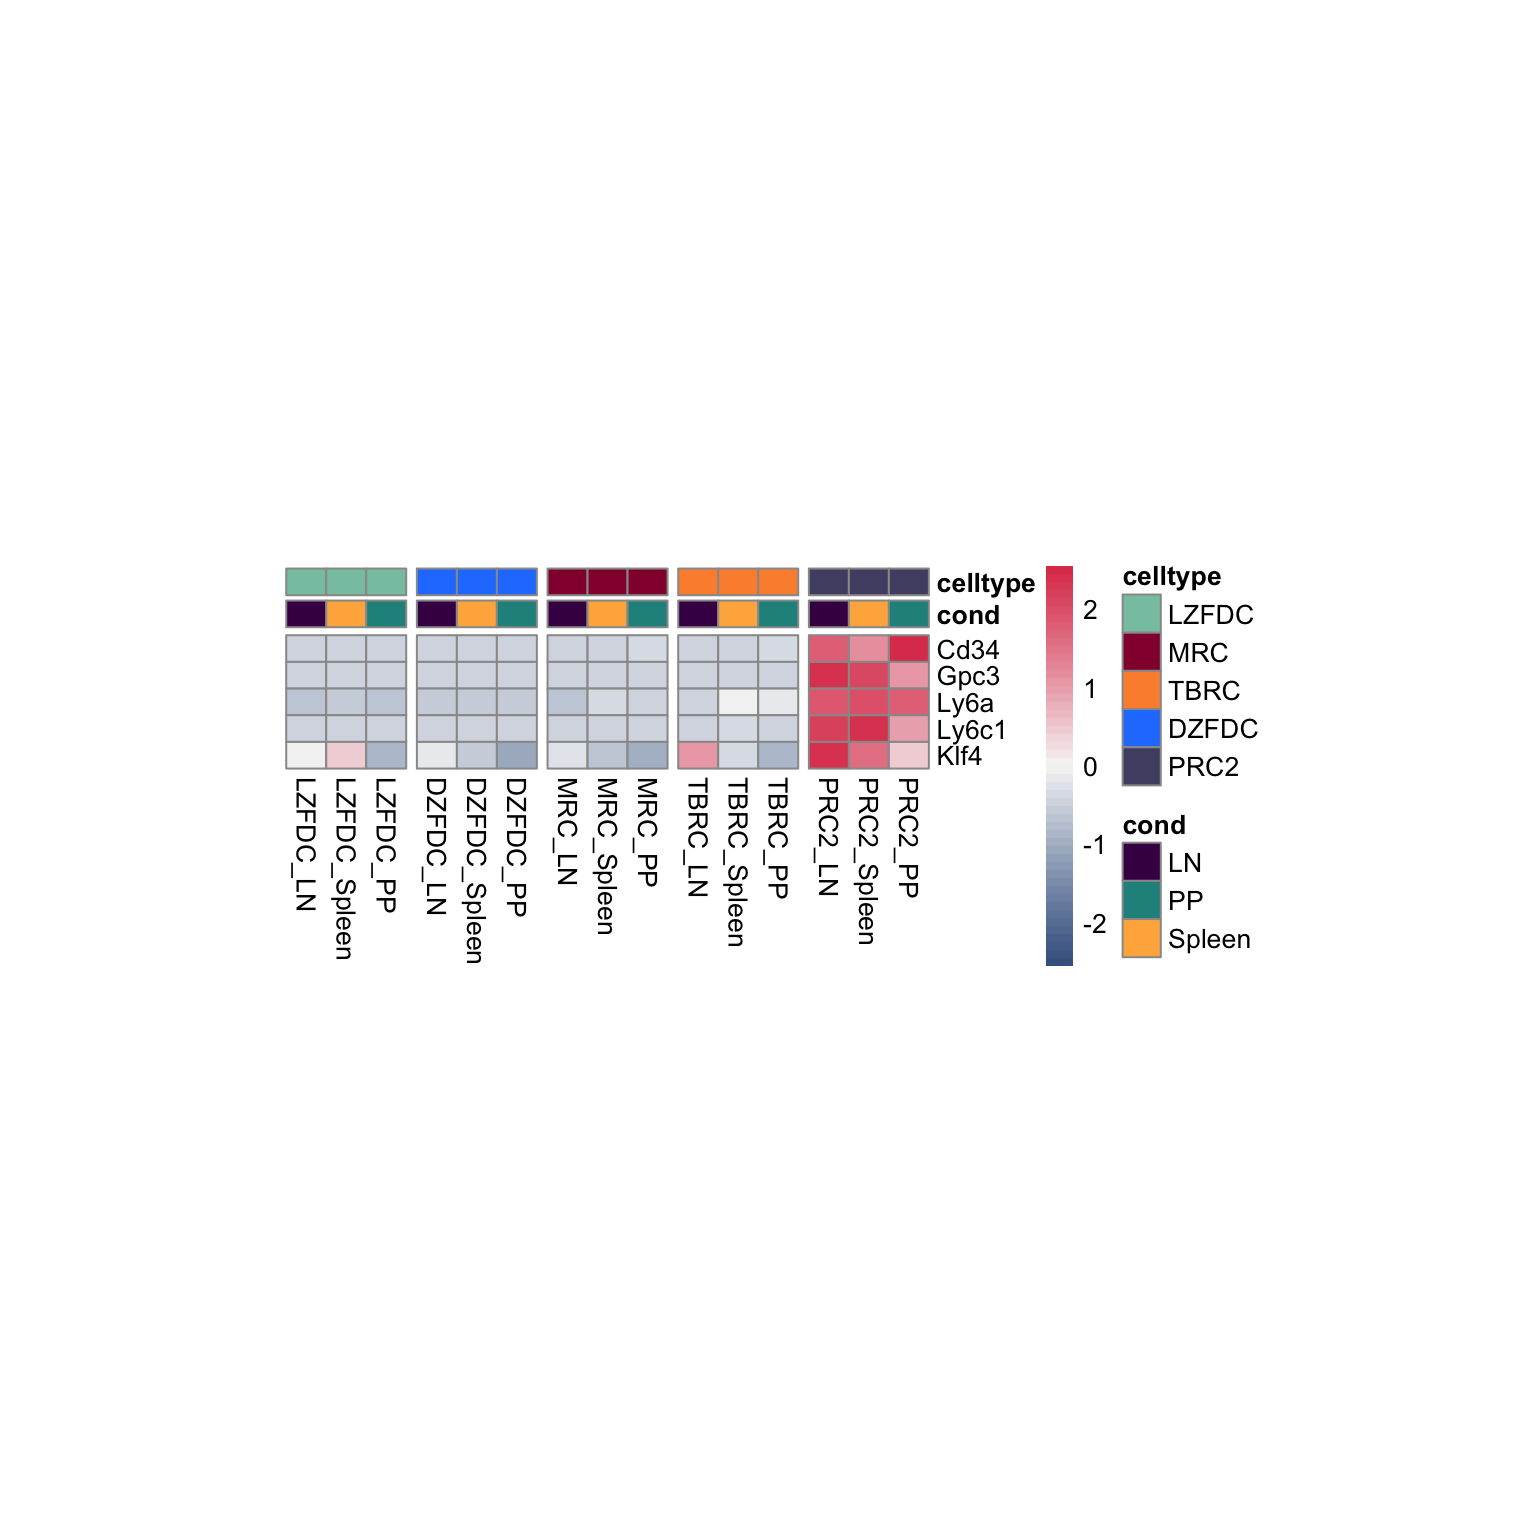 celltype
cond
Cd34
Gpc3
Ly6a
Ly6c1
Klf4
LZFDC_LN
LZFDC_Spleen
LZFDC_PP
DZFDC_LN
DZFDC_Spleen
DZFDC_PP
MRC_LN
MRC_Spleen
MRC_PP
TBRC_LN
TBRC_Spleen
TBRC_PP
PRC2_LN
PRC2_Spleen
PRC2_PP
2
1
0
-1
-2
celltype
LZFDC
MRC
TBRC
DZFDC
PRC2
cond
LN
PP
Spleen